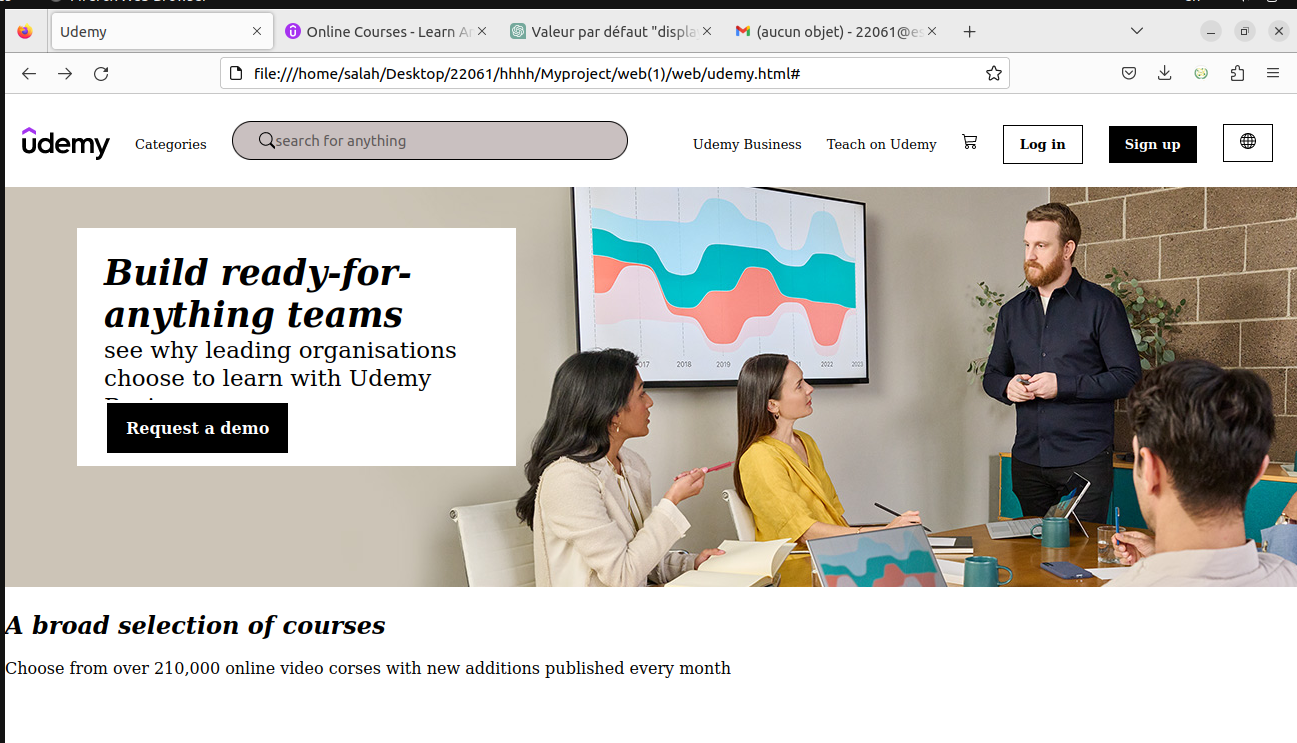 Udemy
Online Courses - Learn A
Valeur par défaut "displa
(aucun objet) - 22061@es
file:///home/salah/Desktop/22061/hhhh/Myproject/web(1)/web/udemy.html#
udemy
Categories
search for anything
Udemy Business
Teach on Udemy
Log in
Sign up
Build ready-for-
anything teams
see why leading organisations
choose to learn with Udemy
Request a demo
2018
2019
2022
2023
A broad selection of courses
Choose from over 210,000 online video corses with new additions published every month